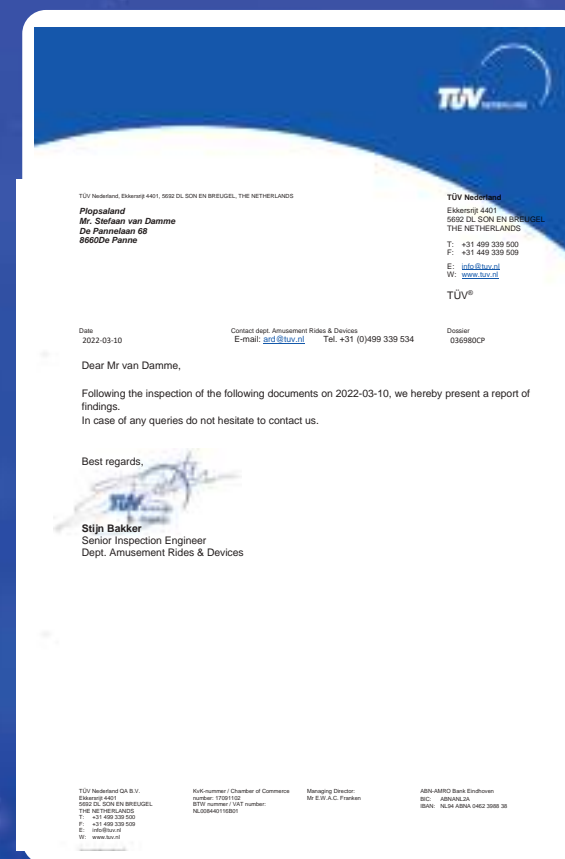 TÜV
TÜV Nederland, Ekkersrijt 4401, 5692 DL SON EN BREUGEL, THE NETHERLANDS
Plopsaland
Mr. Stefaan van Damme
De Pannelaan 68
8660De Panne
TÜV Nederland
Ekkersrijt 4401
5692 DL SON EN BREUGEL
THE NETHERLANDS
T: +31 499 339 500
F: +31 449 339 509
E: info@tuv.nl
W: www.tuv.nl
TÜV®
Date
2022-03-10
Contact dept. Amusement Rides & Devices
E-mail: ard@tuv.nl Tel. +31 (0)499 339 534
Dossier
036980CP
Dear Mr van Damme,
Following the inspection of the following documents on 2022-03-10, we hereby present a report of
findings.
In case of any queries do not hesitate to contact us.
Best regards,
TÜV
Stijn Bakker
Senior Inspection Engineer
Dept. Amusement Rides & Devices
TÜV Nederland QA B.V.
Ekkersrijt 4401
5692 DL SON EN BREUGEL
THE NETHERLANDS
T: +31 499 339 500
F: +31 499 339 509
E: info@tuv.nl
W: www.tuv.nl
KvK-nummer / Chamber of Commerce
number: 17091102
BTW nummer / VAT number:
NL008440116B01
Managing Director:
Mr E.W.A.C. Franken
ABN-AMRO Bank Eindhoven
BIC: ABNANL2A
IBAN: NL94 ABNA 0462 3988 38